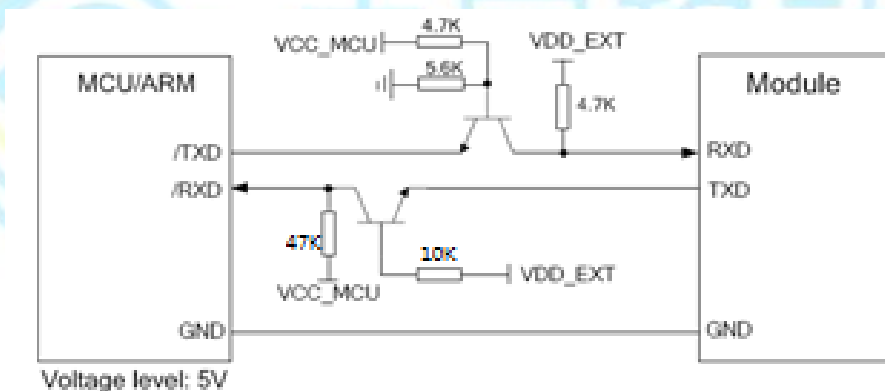 4.7K
VCC_MCU
VDD_EXT
5.6K
MCU/ARM
Module
4.7K
/TXD
RXD
/RXD
TXD
47K
10K
VDD_EXT
VCC_MCU
GND
GND
Voltage level: 5V